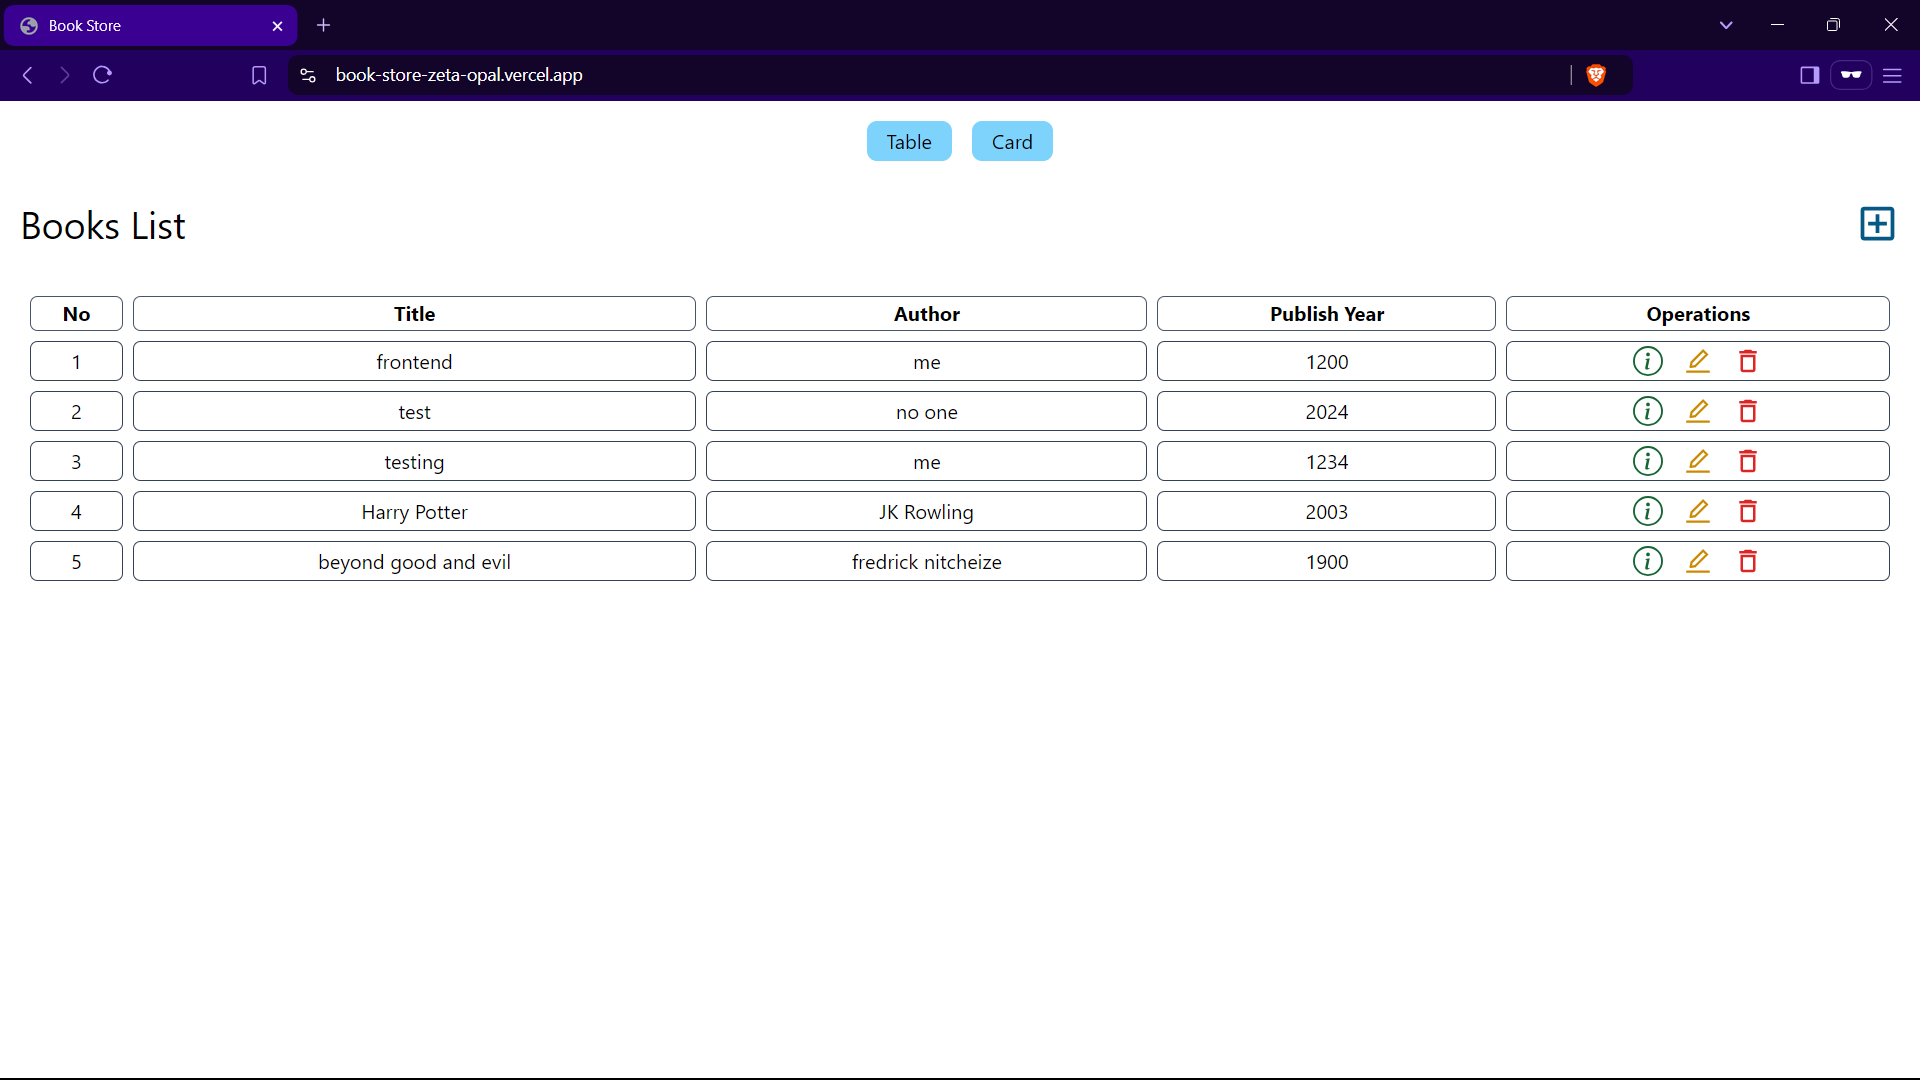 Book Store
book-store-zeta-opal.vercel.app
Table Card
Books List
No Title Author Publish Year Operations
1 frontend me 1200
2 test no one 2024
3 testing me 1234
4 Harry Potter JK Rowling 2003
5 beyond good and evil fredrick nitcheize 1900